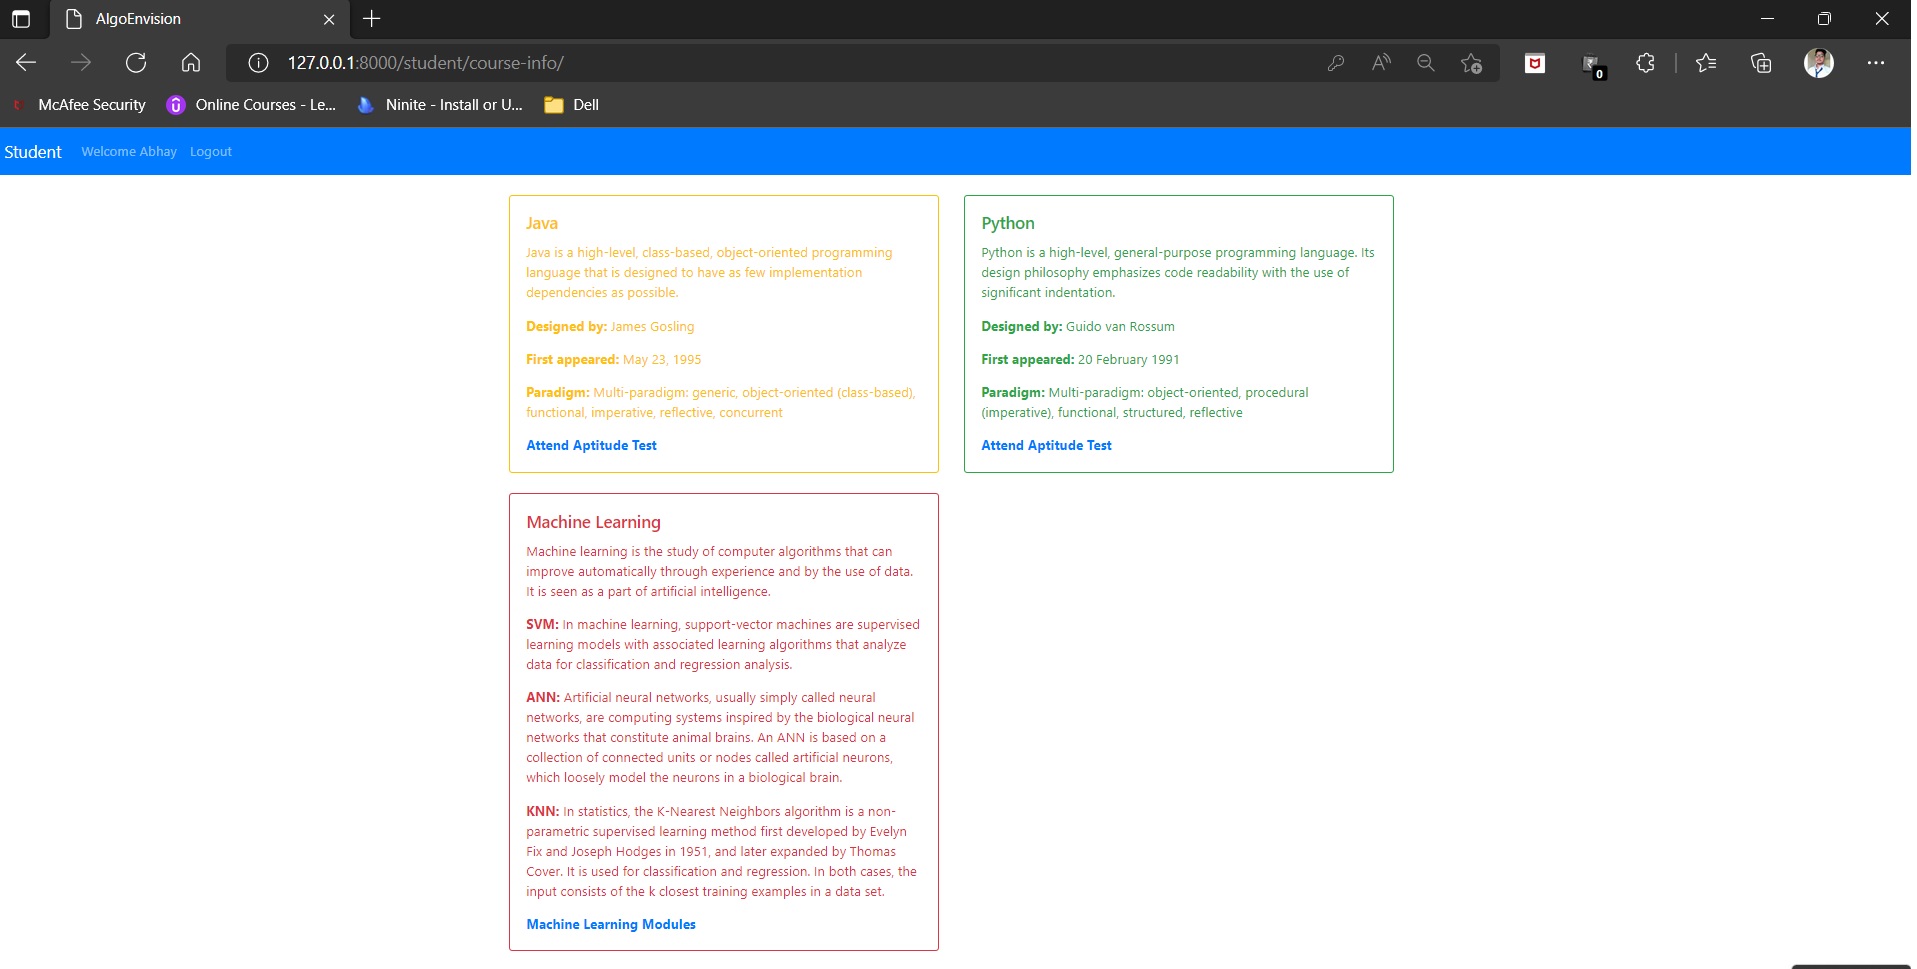 AlgoEnvision
127.0.0.1:8000/student/course-info/
0
McAfee Security
Online Courses - Le...
Ninite - Install or U...
Dell
Student
Welcome Abhay
Logout
Java
Java is a high-level, class-based, object-oriented programming
language that is designed to have as few implementation
dependencies as possible.
Designed by: James Gosling
First appeared: May 23, 1995
Paradigm: Multi-paradigm: generic, object-oriented (class-based),
functional, imperative, reflective, concurrent
Attend Aptitude Test
Python
Python is a high-level, general-purpose programming language. Its
design philosophy emphasizes code readability with the use of
significant indentation.
Designed by: Guido van Rossum
First appeared: 20 February 1991
Paradigm: Multi-paradigm: object-oriented, procedural
(imperative), functional, structured, reflective
Attend Aptitude Test
Machine Learning
Machine learning is the study of computer algorithms that can
improve automatically through experience and by the use of data.
It is seen as a part of artificial intelligence.
SVM: In machine learning, support-vector machines are supervised
learning models with associated learning algorithms that analyze
data for classification and regression analysis.
ANN: Artificial neural networks, usually simply called neural
networks, are computing systems inspired by the biological neural
networks that constitute animal brains. An ANN is based on a
collection of connected units or nodes called artificial neurons,
which loosely model the neurons in a biological brain.
KNN: In statistics, the K-Nearest Neighbors algorithm is a non-
parametric supervised learning method first developed by Evelyn
Fix and Joseph Hodges in 1951, and later expanded by Thomas
Cover. It is used for classification and regression. In both cases, the
input consists of the k closest training examples in a data set.
Machine Learning Modules